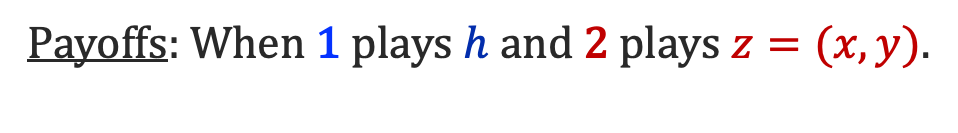 Payoffs: When 1 plays h and 2 plays z = (x, y).